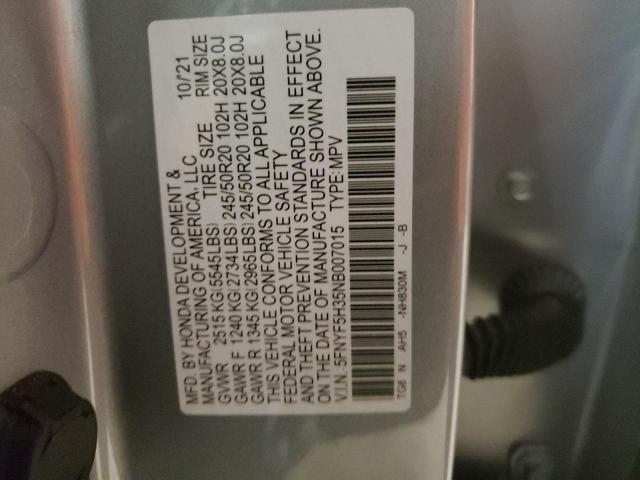 MFD. BY HONDA DEVELOPMENT & 10/'21
MANUFACTURING OF AMERICA, LLC TIRE SIZE RIM SIZE
GVWR 2515 KG(5545LBS)
GAWR F 1240 KG(2734LBS) 245/50R20 102H 20X8.0J
GAWR R 1345 KG(2965LBS) 245/50R20 102H 20X8.0J
THIS VEHICLE CONFORMS TO ALL APPLICABLE
FEDERAL MOTOR VEHICLE SAFETY
AND THEFT PREVENTION STANDARDS IN EFFECT
ON THE DATE OF MANUFACTURE SHOWN ABOVE.
V.I.N.:5FNYF5H35NB007015 TYPE:MPV
TG6 N AH5 -NH830M -J -B